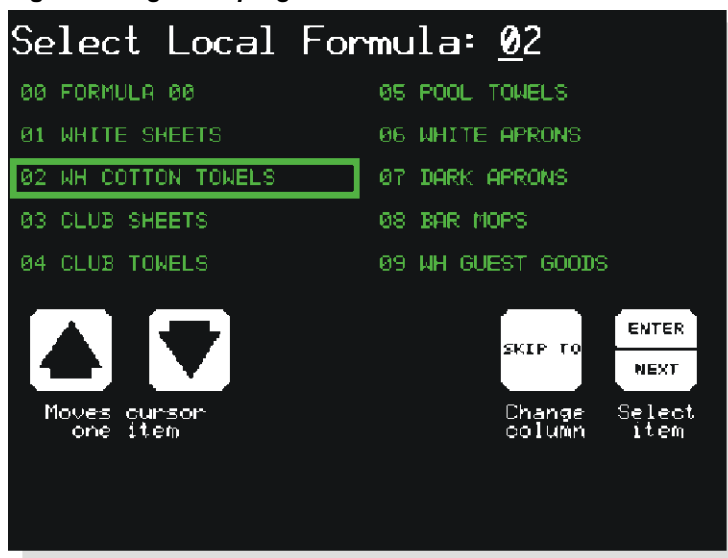 Select Local Formula: 02
00 FORMULA 00
01 WHITE SHEETS
02 WH COTTON TOWELS
03 CLUB SHEETS
04 CLUB TOWELS
05 POOL TOWELS
06 WHITE APRONS
07 DARK APRONS
08 BAR MOPS
09 WH GUEST GOODS
Moves cursor
one item
SKIP TO
Change
column
ENTER
NEXT
Select
item